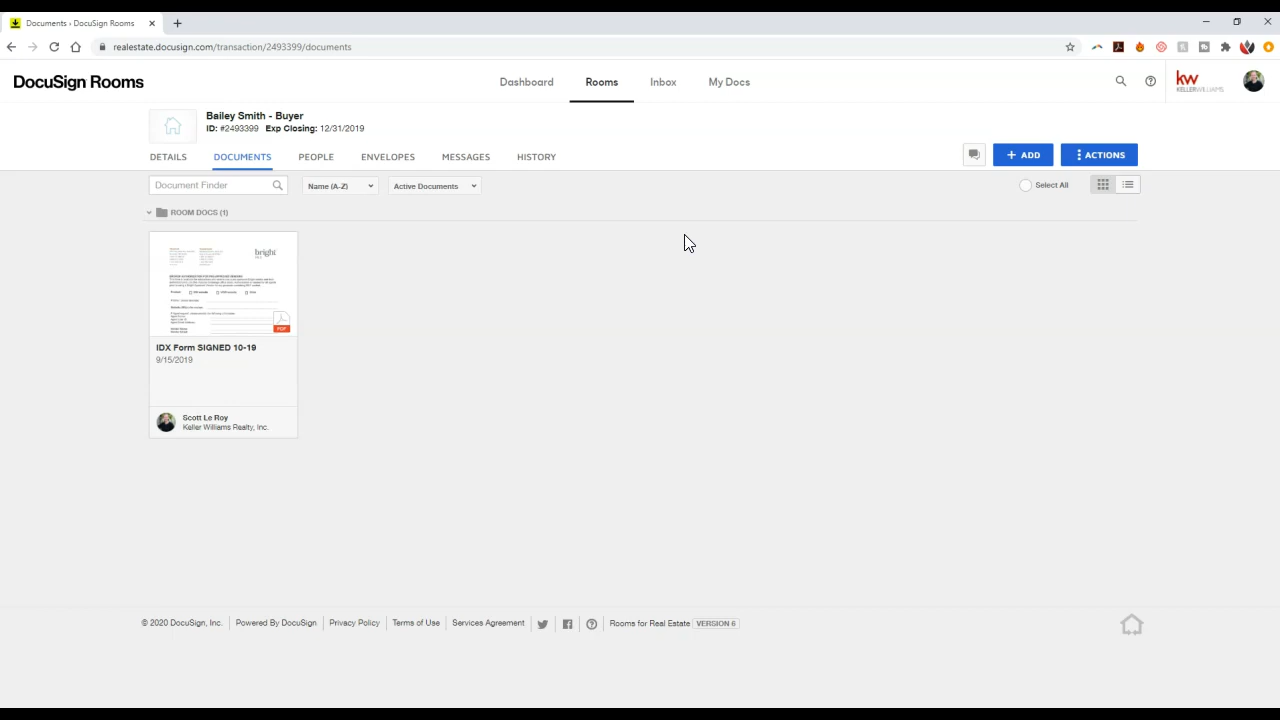 Documents › DocuSign Rooms
realestate.docusign.com/transaction/2493399/documents
DocuSign Rooms
Dashboard
Rooms
Inbox
My Docs
kw
KELLERWILLIAMS
Bailey Smith - Buyer
ID: #2493399 Exp Closing: 12/31/2019
DETAILS
DOCUMENTS
PEOPLE
ENVELOPES
MESSAGES
HISTORY
+ ADD
ACTIONS
Document Finder
Name (A-Z)
Active Documents
Select All
ROOM DOCS (1)
bright
PDF
IDX Form SIGNED 10-19
9/15/2019
Scott Le Roy
Keller Williams Realty, Inc.
© 2020 DocuSign, Inc.
Powered By DocuSign
Privacy Policy
Terms of Use
Services Agreement
Rooms for Real Estate VERSION 6